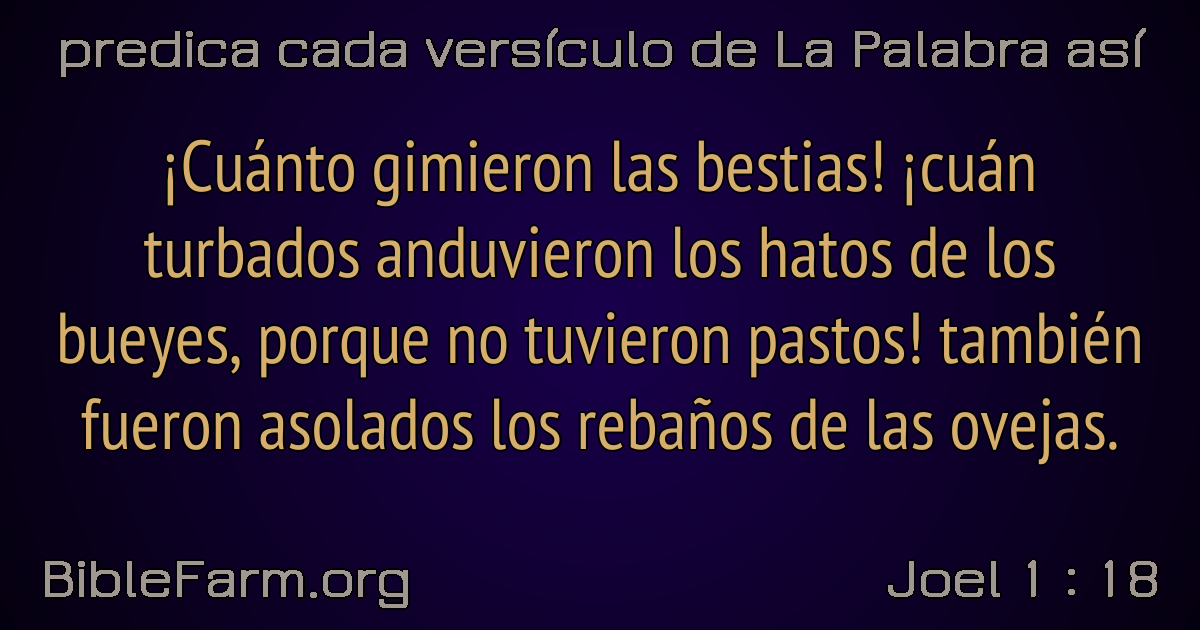 predica cada versículo de La Palabra así
¡Cuánto gimieron las bestias! ¡cuán
turbados anduvieron los hatos de los
bueyes, porque no tuvieron pastos! también
fueron asolados los rebaños de las ovejas.
BibleFarm.org
Joel 1 : 18